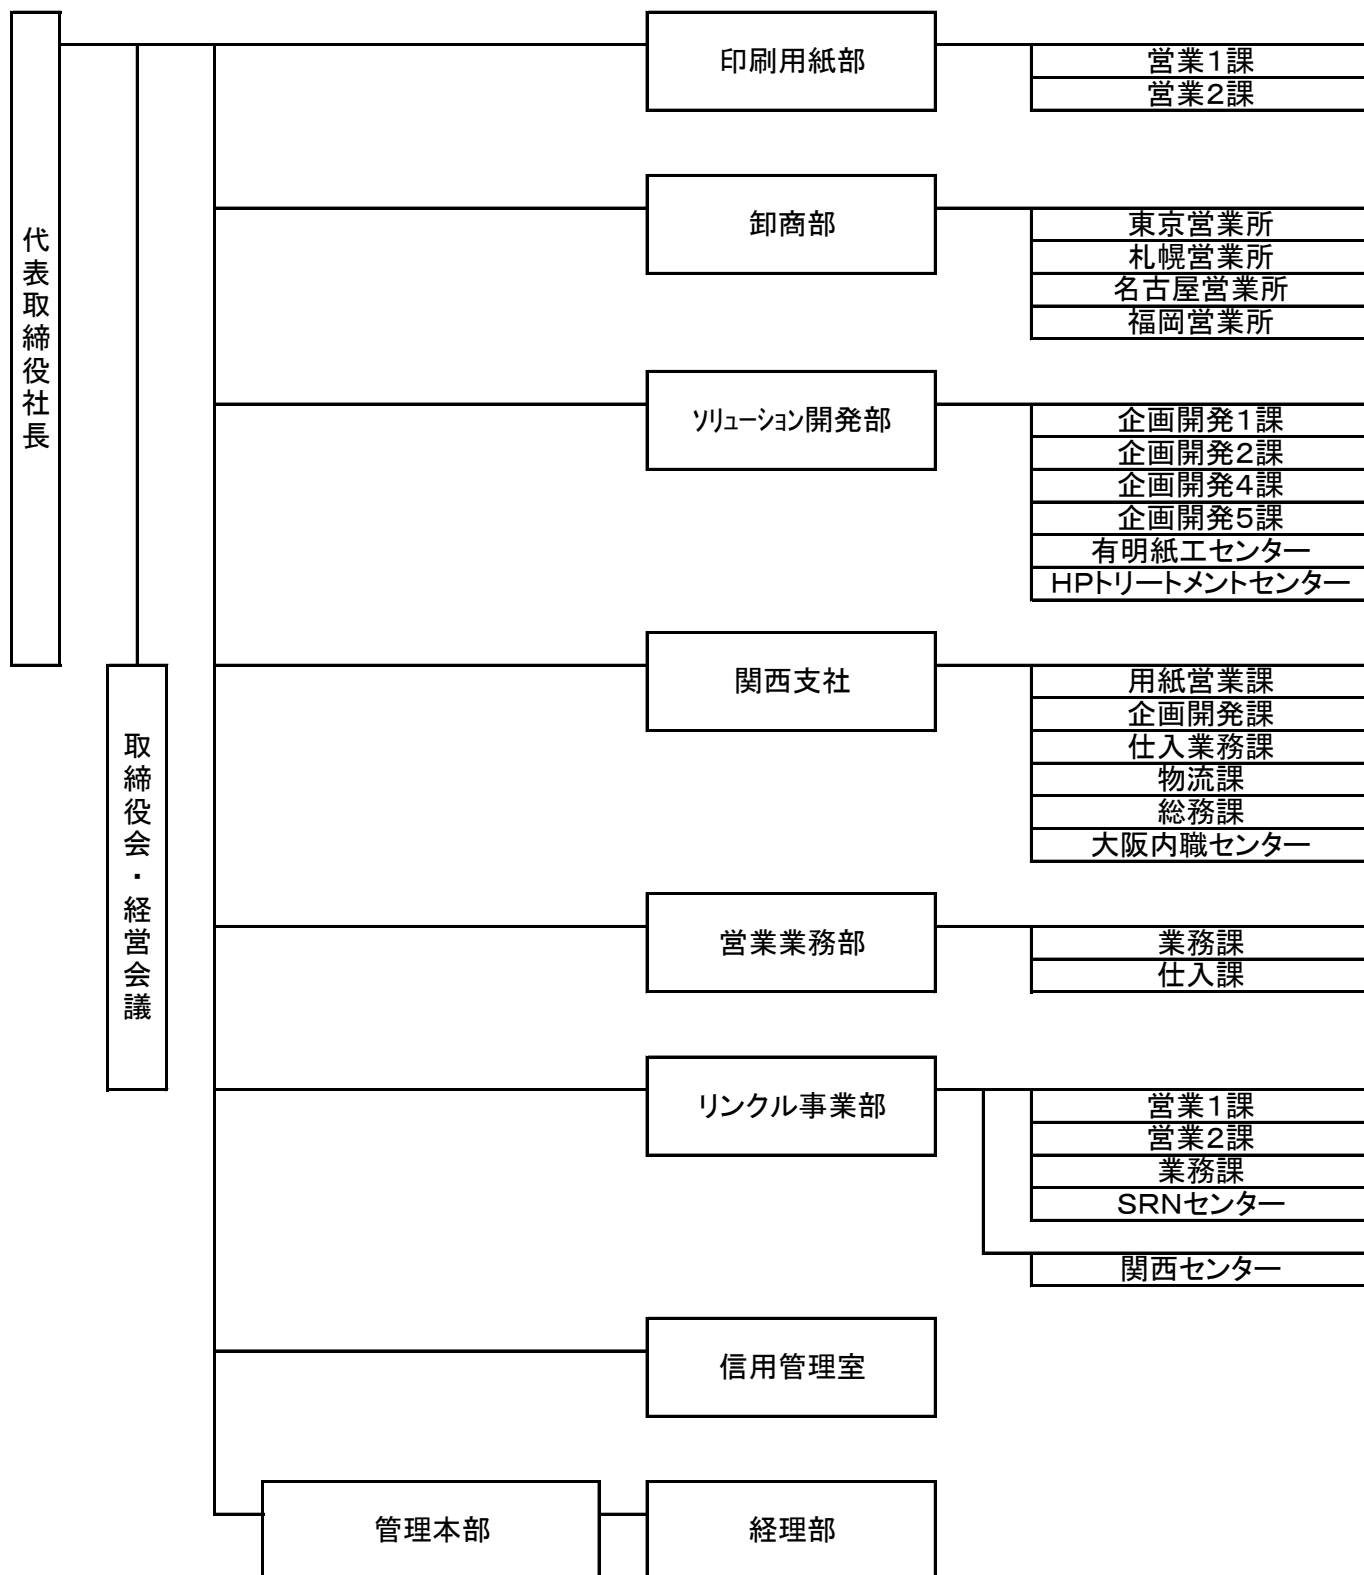 代表取締役社長
取締役会・経営会議
印刷用紙部
営業1課
営業2課
卸商部
東京営業所
札幌営業所
名古屋営業所
福岡営業所
ソリューション開発部
企画開発1課
企画開発2課
企画開発4課
企画開発5課
有明紙工センター
HPトリートメントセンター
関西支社
用紙営業課
企画開発課
仕入業務課
物流課
総務課
大阪内職センター
営業業務部
業務課
仕入課
リンクル事業部
営業1課
営業2課
業務課
SRNセンター
関西センター
信用管理室
管理本部
経理部